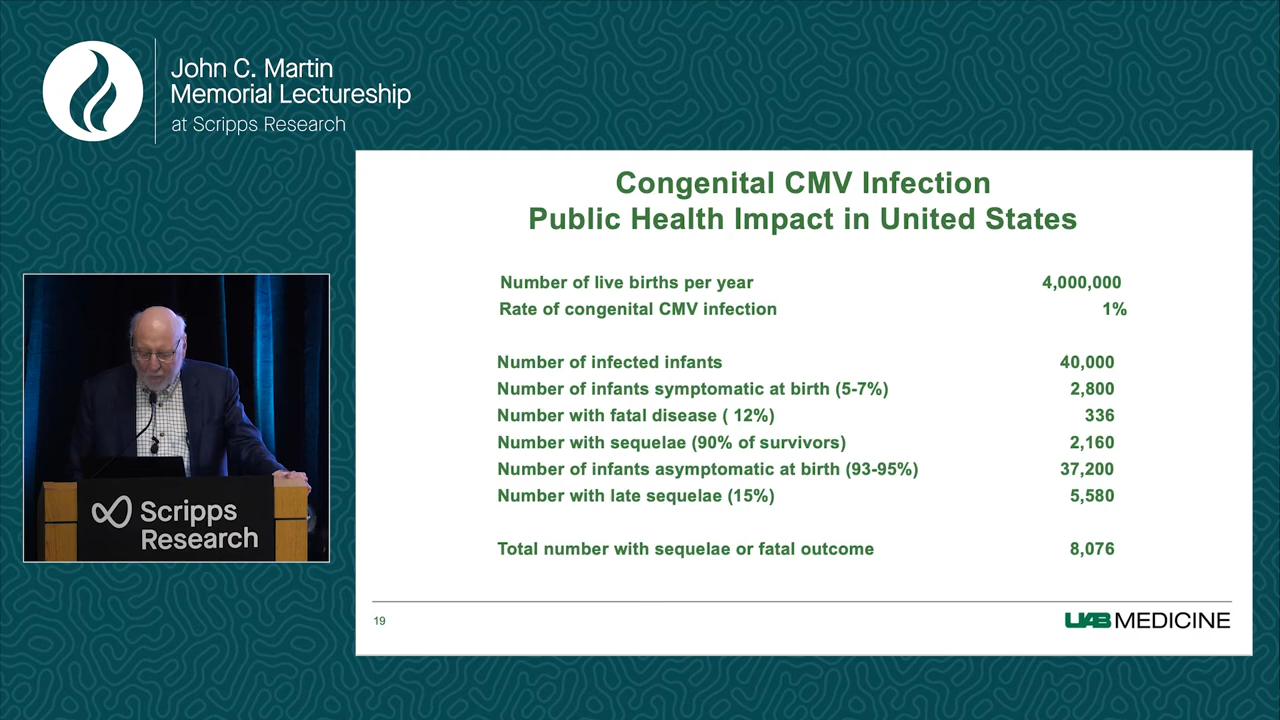 John C. Martin
Memorial Lectureship
at Scripps Research
Congenital CMV Infection
Public Health Impact in United States
Number of live births per year 4,000,000
Rate of congenital CMV infection 1%
Number of infected infants 40,000
Number of infants symptomatic at birth (5-7%) 2,800
Number with fatal disease ( 12%) 336
Number with sequelae (90% of survivors) 2,160
Number of infants asymptomatic at birth (93-95%) 37,200
Number with late sequelae (15%) 5,580
Total number with sequelae or fatal outcome 8,076
19
UAB MEDICINE
Scripps
Research